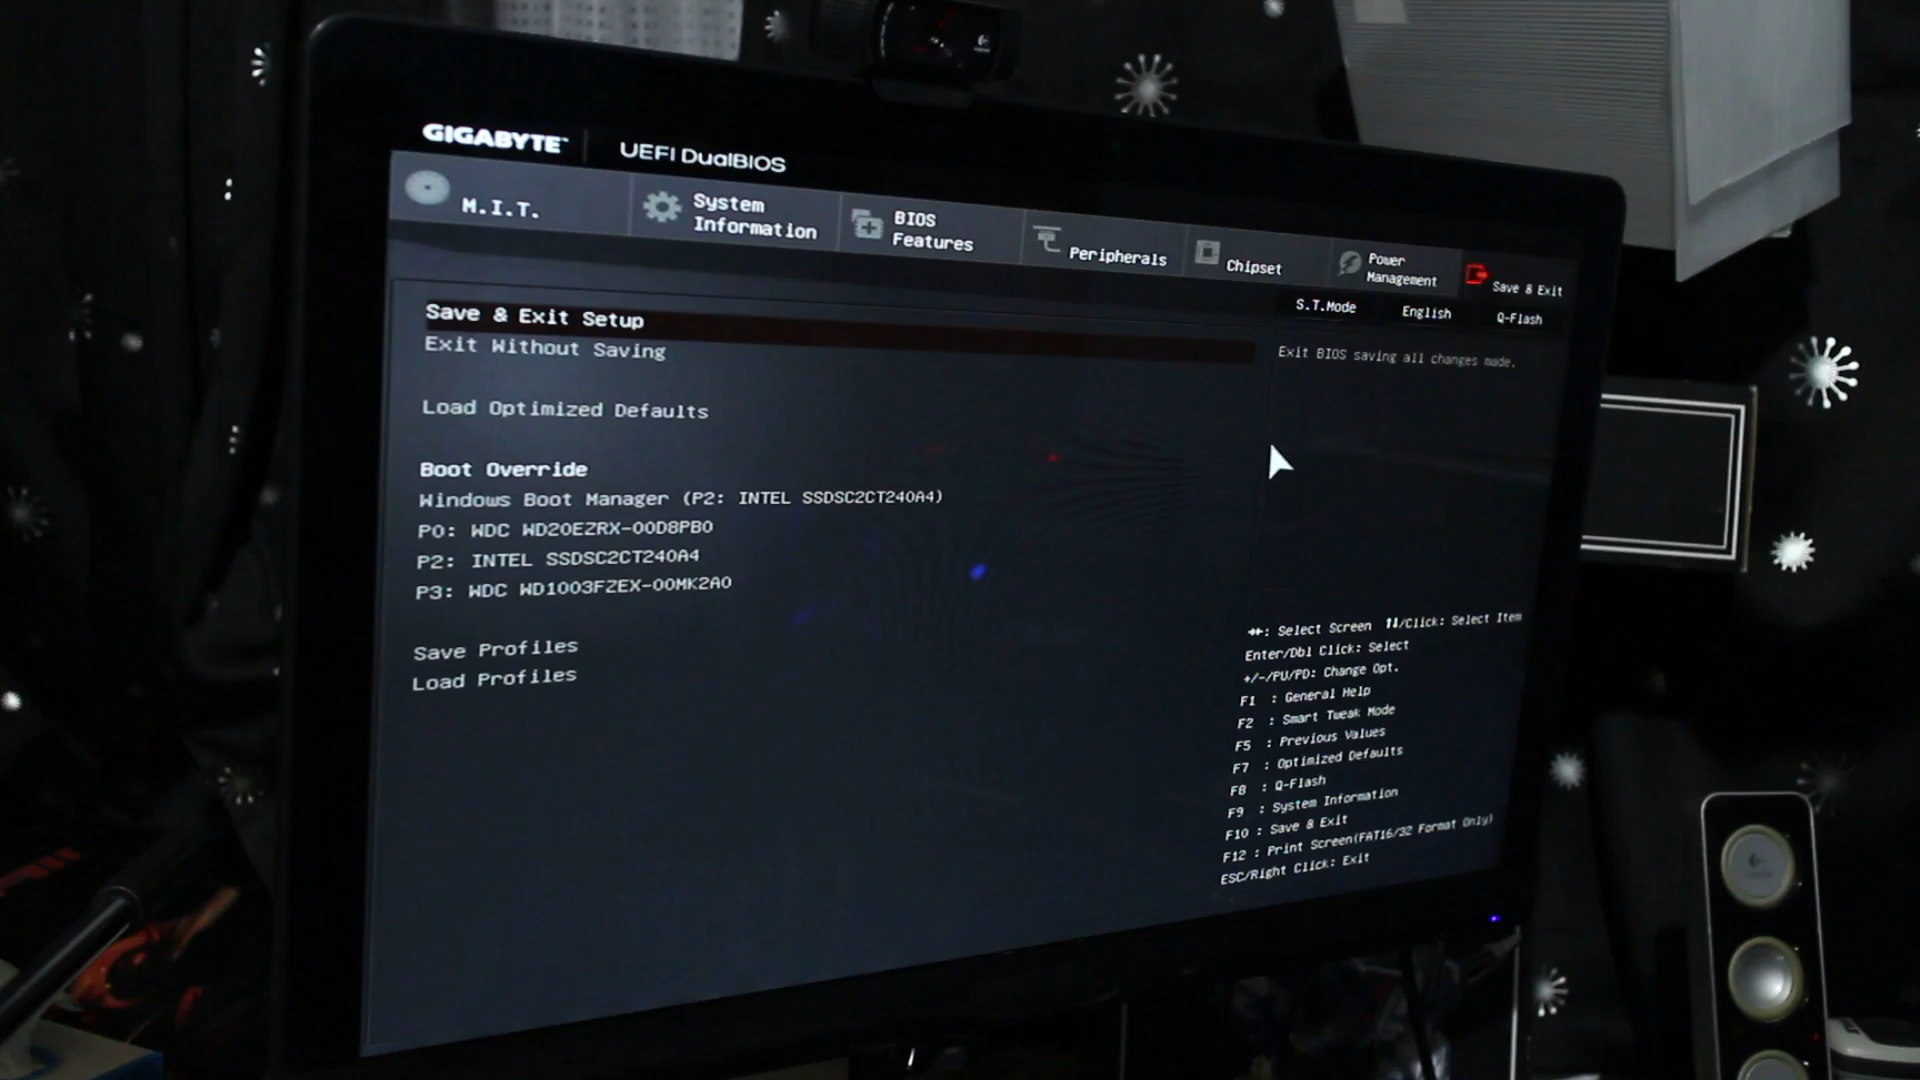 GIGABYTE™
UEFI DualBIOS
M.I.T.
System
Information
BIOS
Features
Peripherals
Chipset
Power
Management
Save & Exit
S.T.Mode
English
Q-Flash
Save & Exit Setup
Exit Without Saving
Load Optimized Defaults
Boot Override
Windows Boot Manager (P2: INTEL SSDSC2CT240A4)
P0: WDC WD20EZRX-00D8PB0
P2: INTEL SSDSC2CT240A4
P3: WDC WD1003FZEX-00MK2A0
Save Profiles
Load Profiles
Exit BIOS saving all changes made.
→←: Select Screen ↑↓/Click: Select Item
Enter/Dbl Click: Select
+/-/PU/PD: Change Opt.
F1 : General Help
F2 : Smart Tweak Mode
F5 : Previous Values
F7 : Optimized Defaults
F8 : Q-Flash
F9 : System Information
F10 : Save & Exit
F12 : Print Screen(FAT16/32 Format Only)
ESC/Right Click: Exit